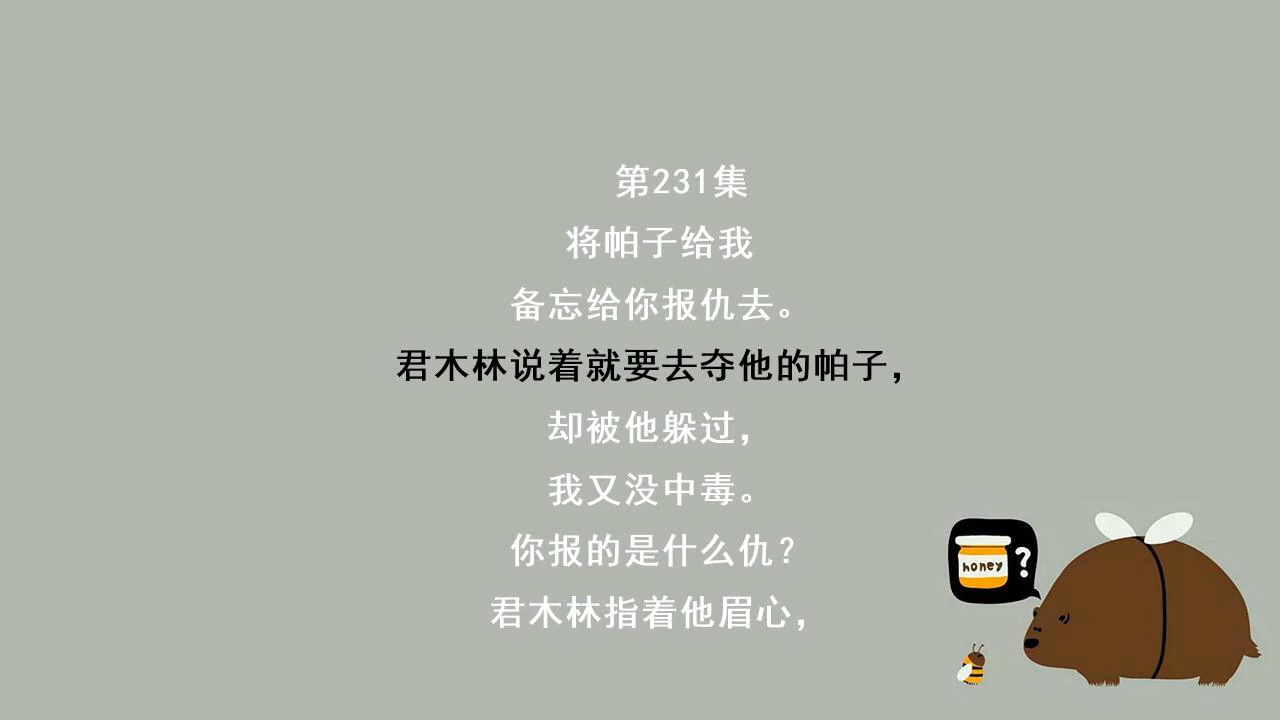 第231集
将帕子给我
备忘给你报仇去。
君木林说着就要去夺他的帕子，
却被他躲过，
我又没中毒。
你报的是什么仇？
君木林指着他眉心，
honey
?